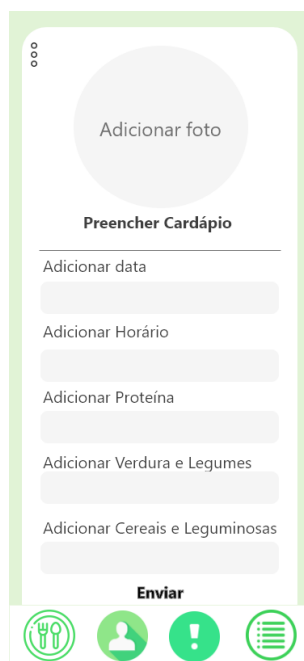 Adicionar foto
Preencher Cardápio
Adicionar data
Adicionar Horário
Adicionar Proteína
Adicionar Verdura e Legumes
Adicionar Cereais e Leguminosas
Enviar